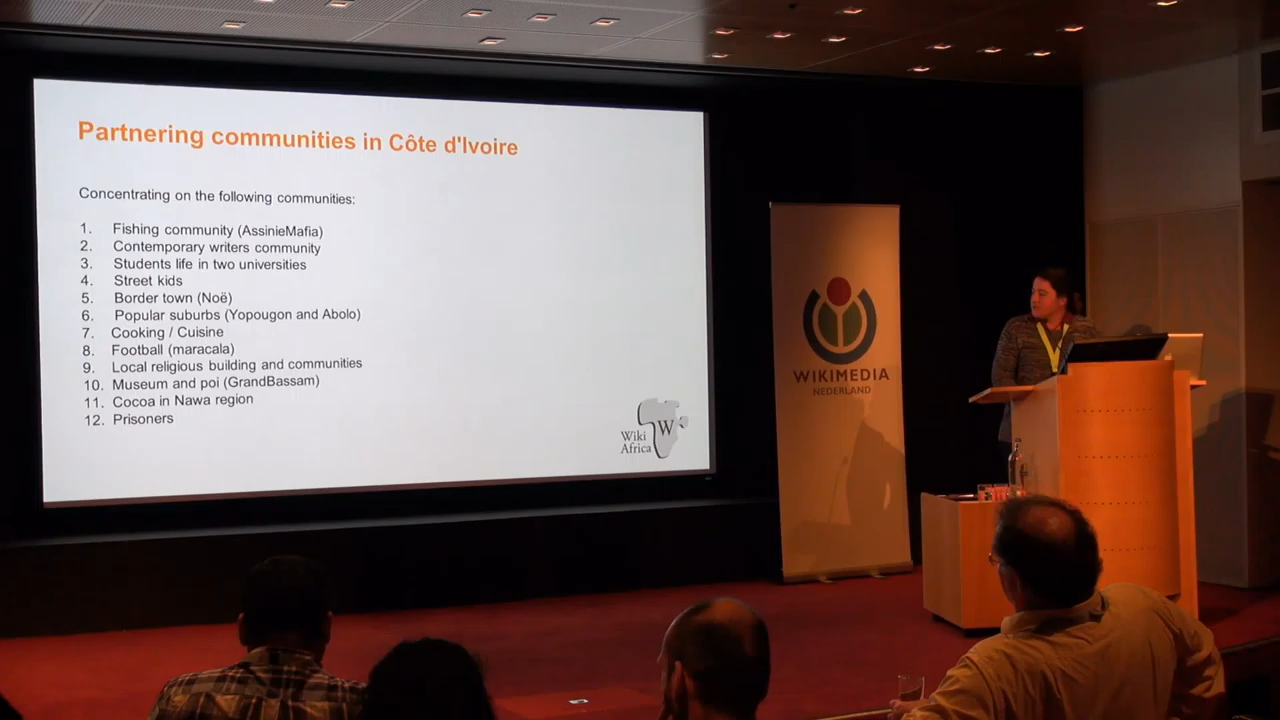 Partnering communities in Côte d'Ivoire
Concentrating on the following communities:
1. Fishing community (AssinieMafia)
2. Contemporary writers community
3. Students life in two universities
4. Street kids
5. Border town (Noë)
6. Popular suburbs (Yopougon and Abolo)
7. Cooking / Cuisine
8. Football (maracala)
9. Local religious building and communities
10. Museum and poi (GrandBassam)
11. Cocoa in Nawa region
12. Prisoners
Wiki
Africa
W
WIKIMEDIA
NEDERLAND